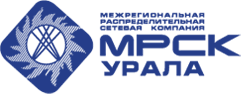 МЕЖРЕГИОНАЛЬНАЯ
РАСПРЕДЕЛИТЕЛЬНАЯ
СЕТЕВАЯ КОМПАНИЯ
МРСК
УРАЛА